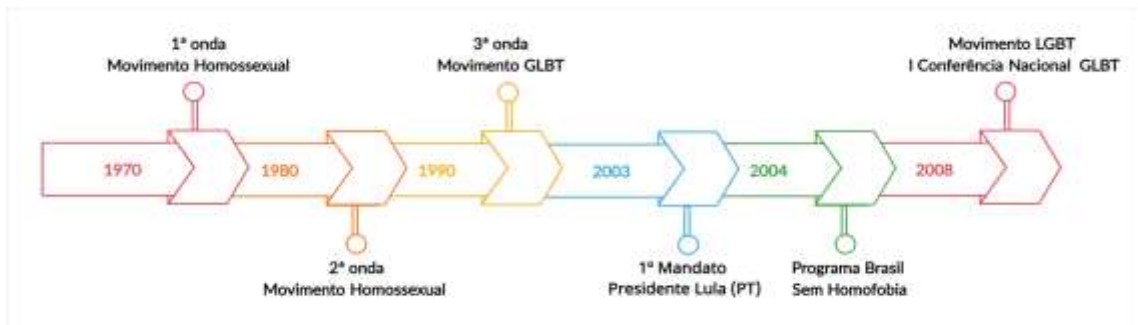 1ª onda
Movimento Homossexual
3ª onda
Movimento GLBT
Movimento LGBT
I Conferência Nacional GLBT
1970
1980
1990
2003
2004
2008
2ª onda
Movimento Homossexual
1º Mandato
Presidente Lula (PT)
Programa Brasil
Sem Homofobia